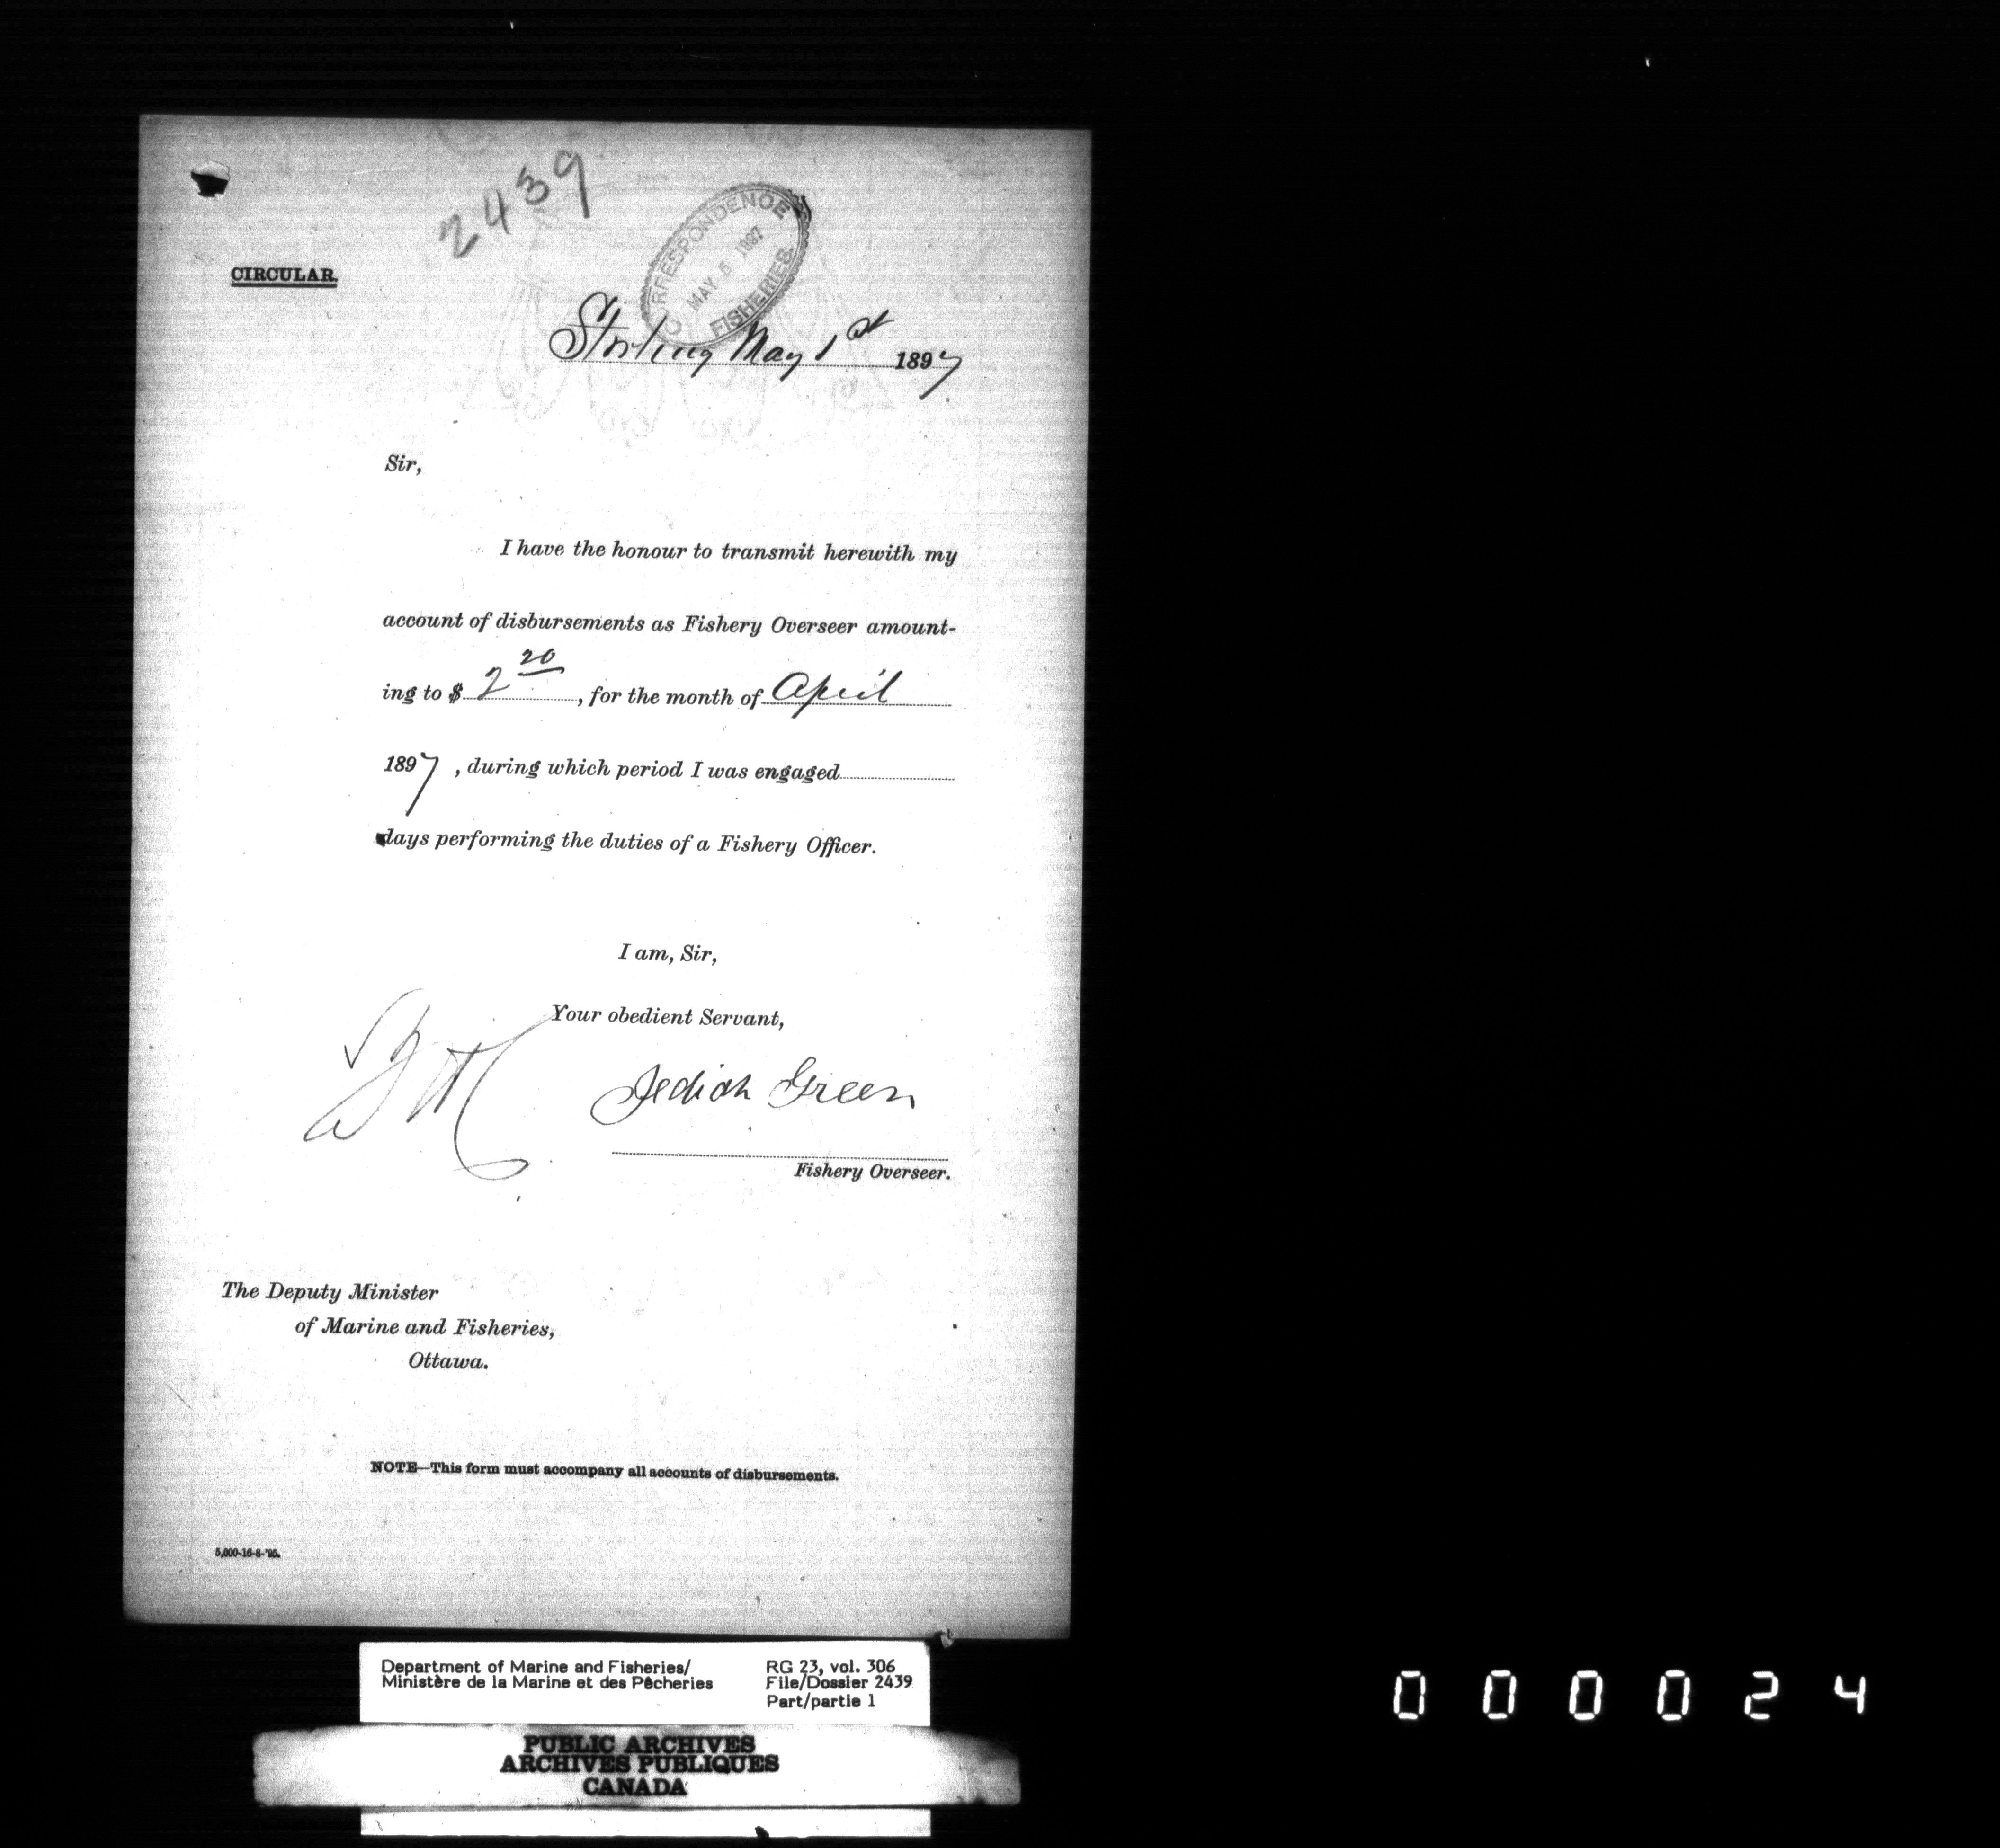 2439
CORRESPONDENCE
MAY 5 1897
FISHERIES.
CIRCULAR.
Stirling May 1st 1897
Sir,
I have the honour to transmit herewith my
account of disbursements as Fishery Overseer amount-
ing to $ 2 20, for the month of April
1897, during which period I was engaged
days performing the duties of a Fishery Officer.
I am, Sir,
Your obedient Servant,
Jediah Green
Fishery Overseer.
The Deputy Minister
of Marine and Fisheries,
Ottawa.
NOTE—This form must accompany all accounts of disbursements.
5,000-16-8-'95.
Department of Marine and Fisheries/
Ministère de la Marine et des Pêcheries
RG 23, vol. 306
File/Dossier 2439
Part/partie 1
PUBLIC ARCHIVES
ARCHIVES PUBLIQUES
CANADA
000024